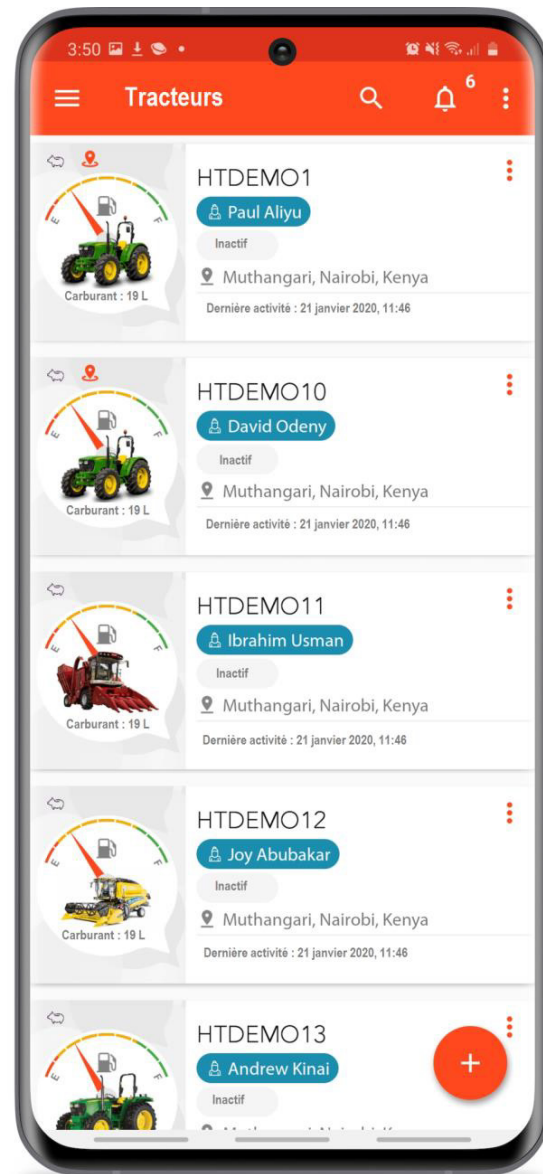 3:50
Tracteurs
6
HTDEMO1
Paul Aliyu
Inactif
E F
Carburant : 19 L
Muthangari, Nairobi, Kenya
Dernière activité : 21 janvier 2020, 11:46
HTDEMO10
David Odeny
Inactif
E F
Carburant : 19 L
Muthangari, Nairobi, Kenya
Dernière activité : 21 janvier 2020, 11:46
HTDEMO11
Ibrahim Usman
Inactif
E F
Carburant : 19 L
Muthangari, Nairobi, Kenya
Dernière activité : 21 janvier 2020, 11:46
HTDEMO12
Joy Abubakar
Inactif
E F
Carburant : 19 L
Muthangari, Nairobi, Kenya
Dernière activité : 21 janvier 2020, 11:46
HTDEMO13
Andrew Kinai
Inactif
E F